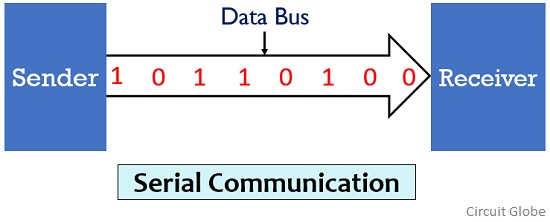 Data Bus
Sender
1 0 1 1 0 1 0 0
Receiver
Serial Communication
Circuit Globe